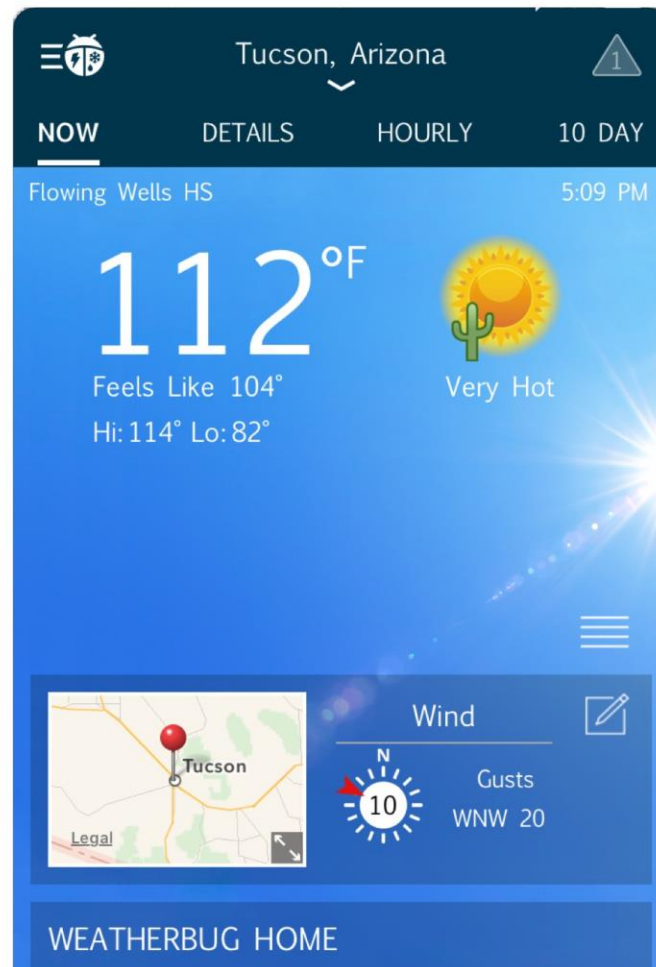 Tucson, Arizona
1
NOW DETAILS HOURLY 10 DAY
Flowing Wells HS 5:09 PM
112°F
Feels Like 104° Very Hot
Hi: 114° Lo: 82°
Wind
N
Tucson
10
Gusts
WNW 20
Legal
WEATHERBUG HOME